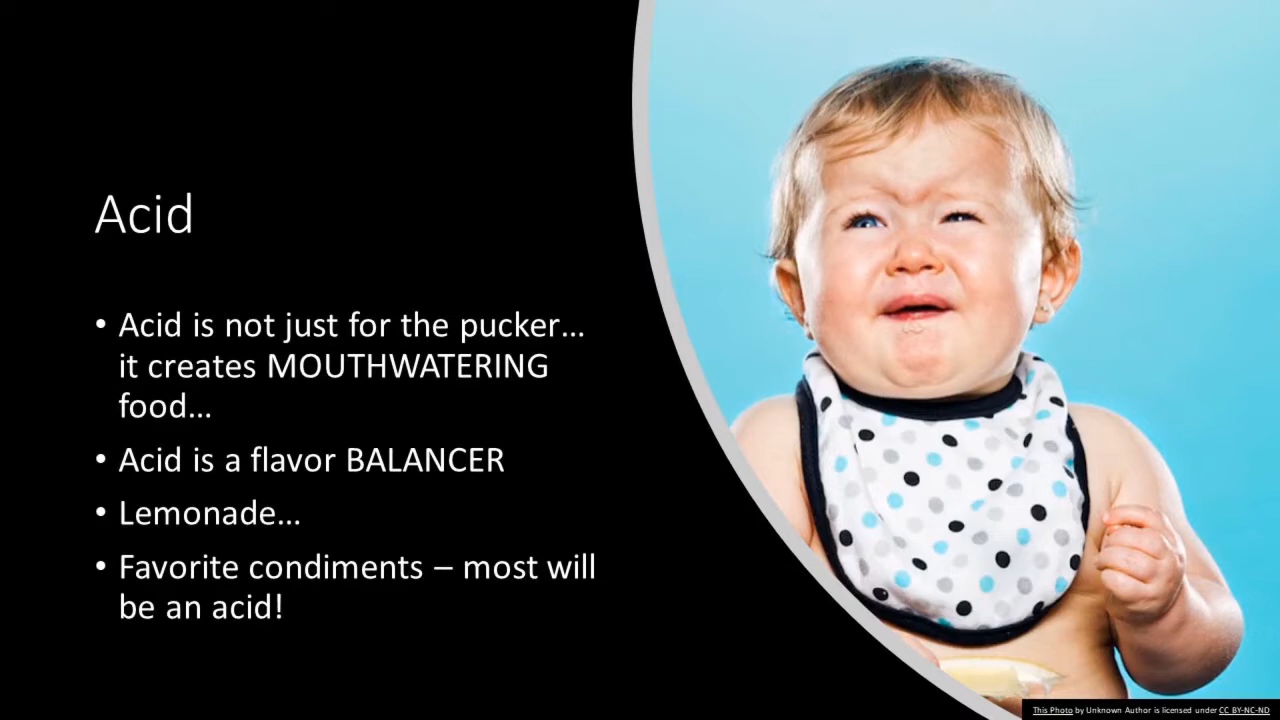 Acid
• Acid is not just for the pucker…
it creates MOUTHWATERING
food…
• Acid is a flavor BALANCER
• Lemonade…
• Favorite condiments – most will
be an acid!
This Photo by Unknown Author is licensed under CC BY-NC-ND